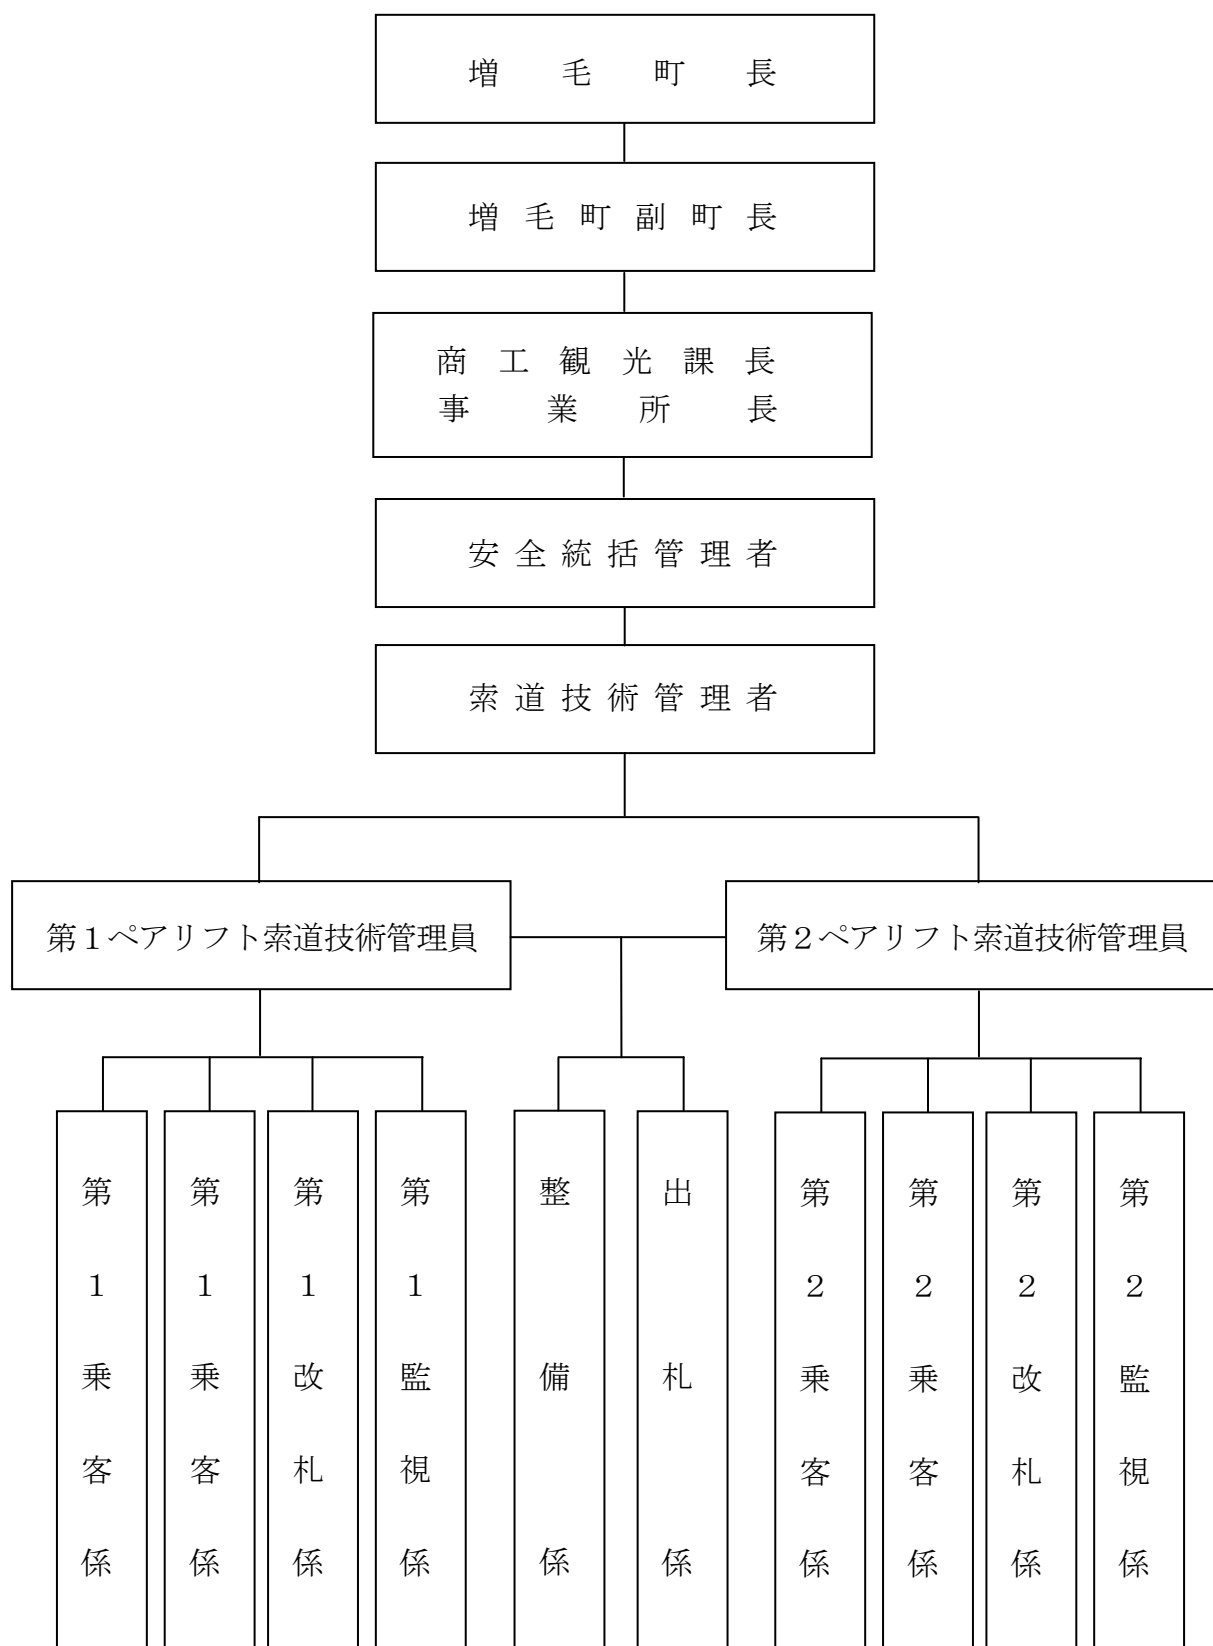 増毛町長
増毛町副町長
商工観光課長
事業所長
安全統括管理者
索道技術管理者
第１ペアリフト索道技術管理員
第２ペアリフト索道技術管理員
第１乗客係
第１乗客係
第１改札係
第１監視係
整備係
出札係
第２乗客係
第２乗客係
第２改札係
第２監視係